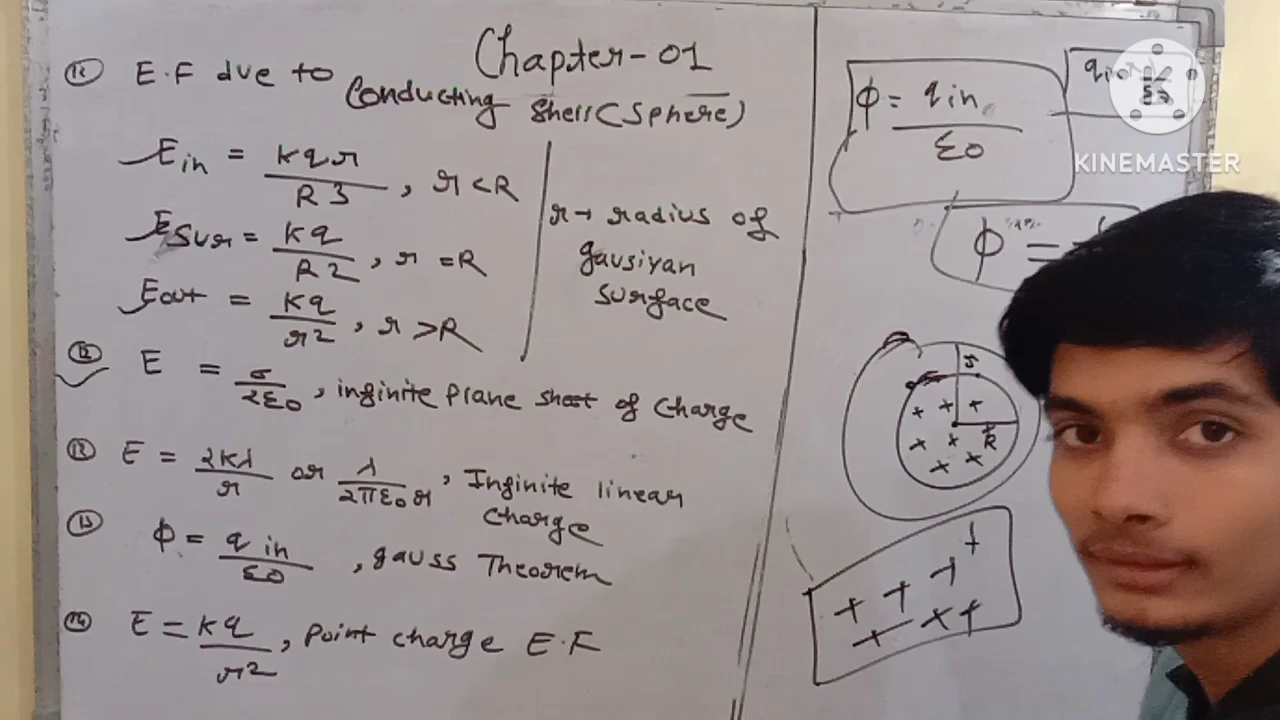 Chapter-01
11 E.F due to
Conducting Shell (Sphere)
Ein = kqr/R3, r<R
Esur = kq/R2, r=R
Eout = kq/r2, r>R
r→ radius of
gausiyan
surface
12 E = σ/2ε0, infinite plane sheet of charge
13 E = 2kλ/r or λ/2πε0r, Infinite linear
charge
13 Φ = q in/ε0, gauss Theorem
14 E = kq/r2, Point charge E.F
Φ = q in/ε0
qin
KINEMASTER
Φ =
R